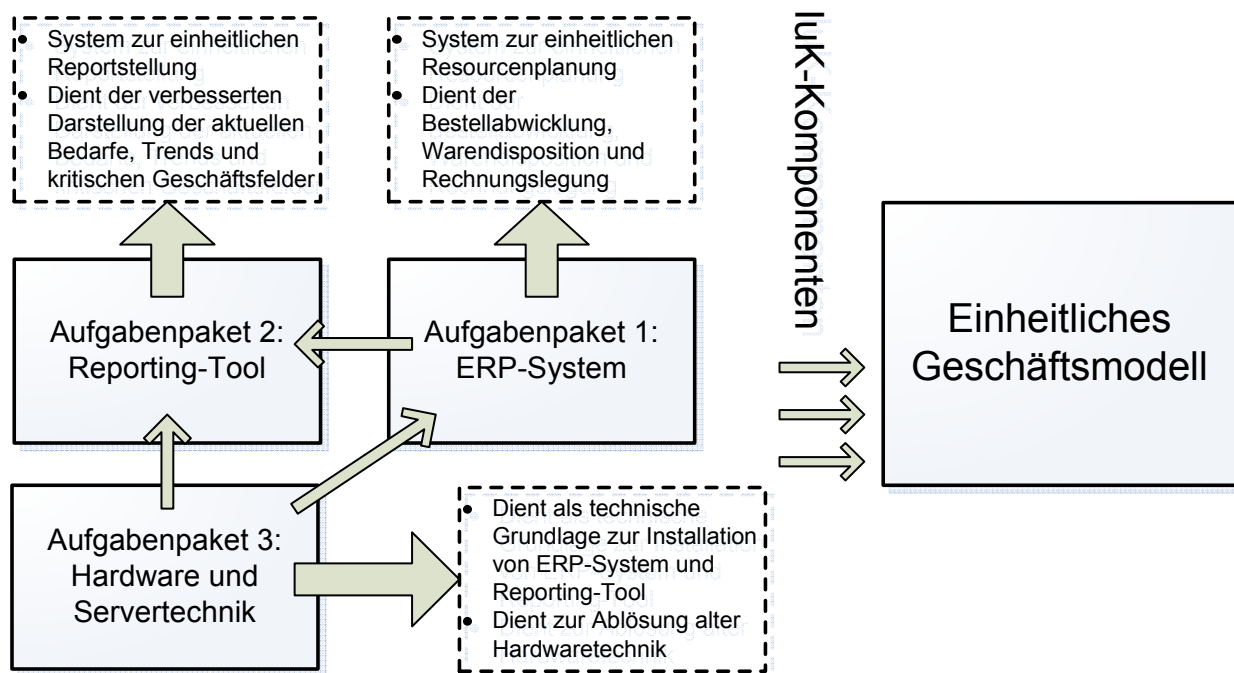 • System zur einheitlichen
Reportstellung
• Dient der verbesserten
Darstellung der aktuellen
Bedarfe, Trends und
kritischen Geschäftsfelder
• System zur einheitlichen
Resourcenplanung
• Dient der
Bestellabwicklung,
Warendisposition und
Rechnungslegung
IuK-Komponenten
Aufgabenpaket 2:
Reporting-Tool
Aufgabenpaket 1:
ERP-System
Einheitliches
Geschäftsmodell
Aufgabenpaket 3:
Hardware und
Servertechnik
• Dient als technische
Grundlage zur Installation
von ERP-System und
Reporting-Tool
• Dient zur Ablösung alter
Hardwaretechnik